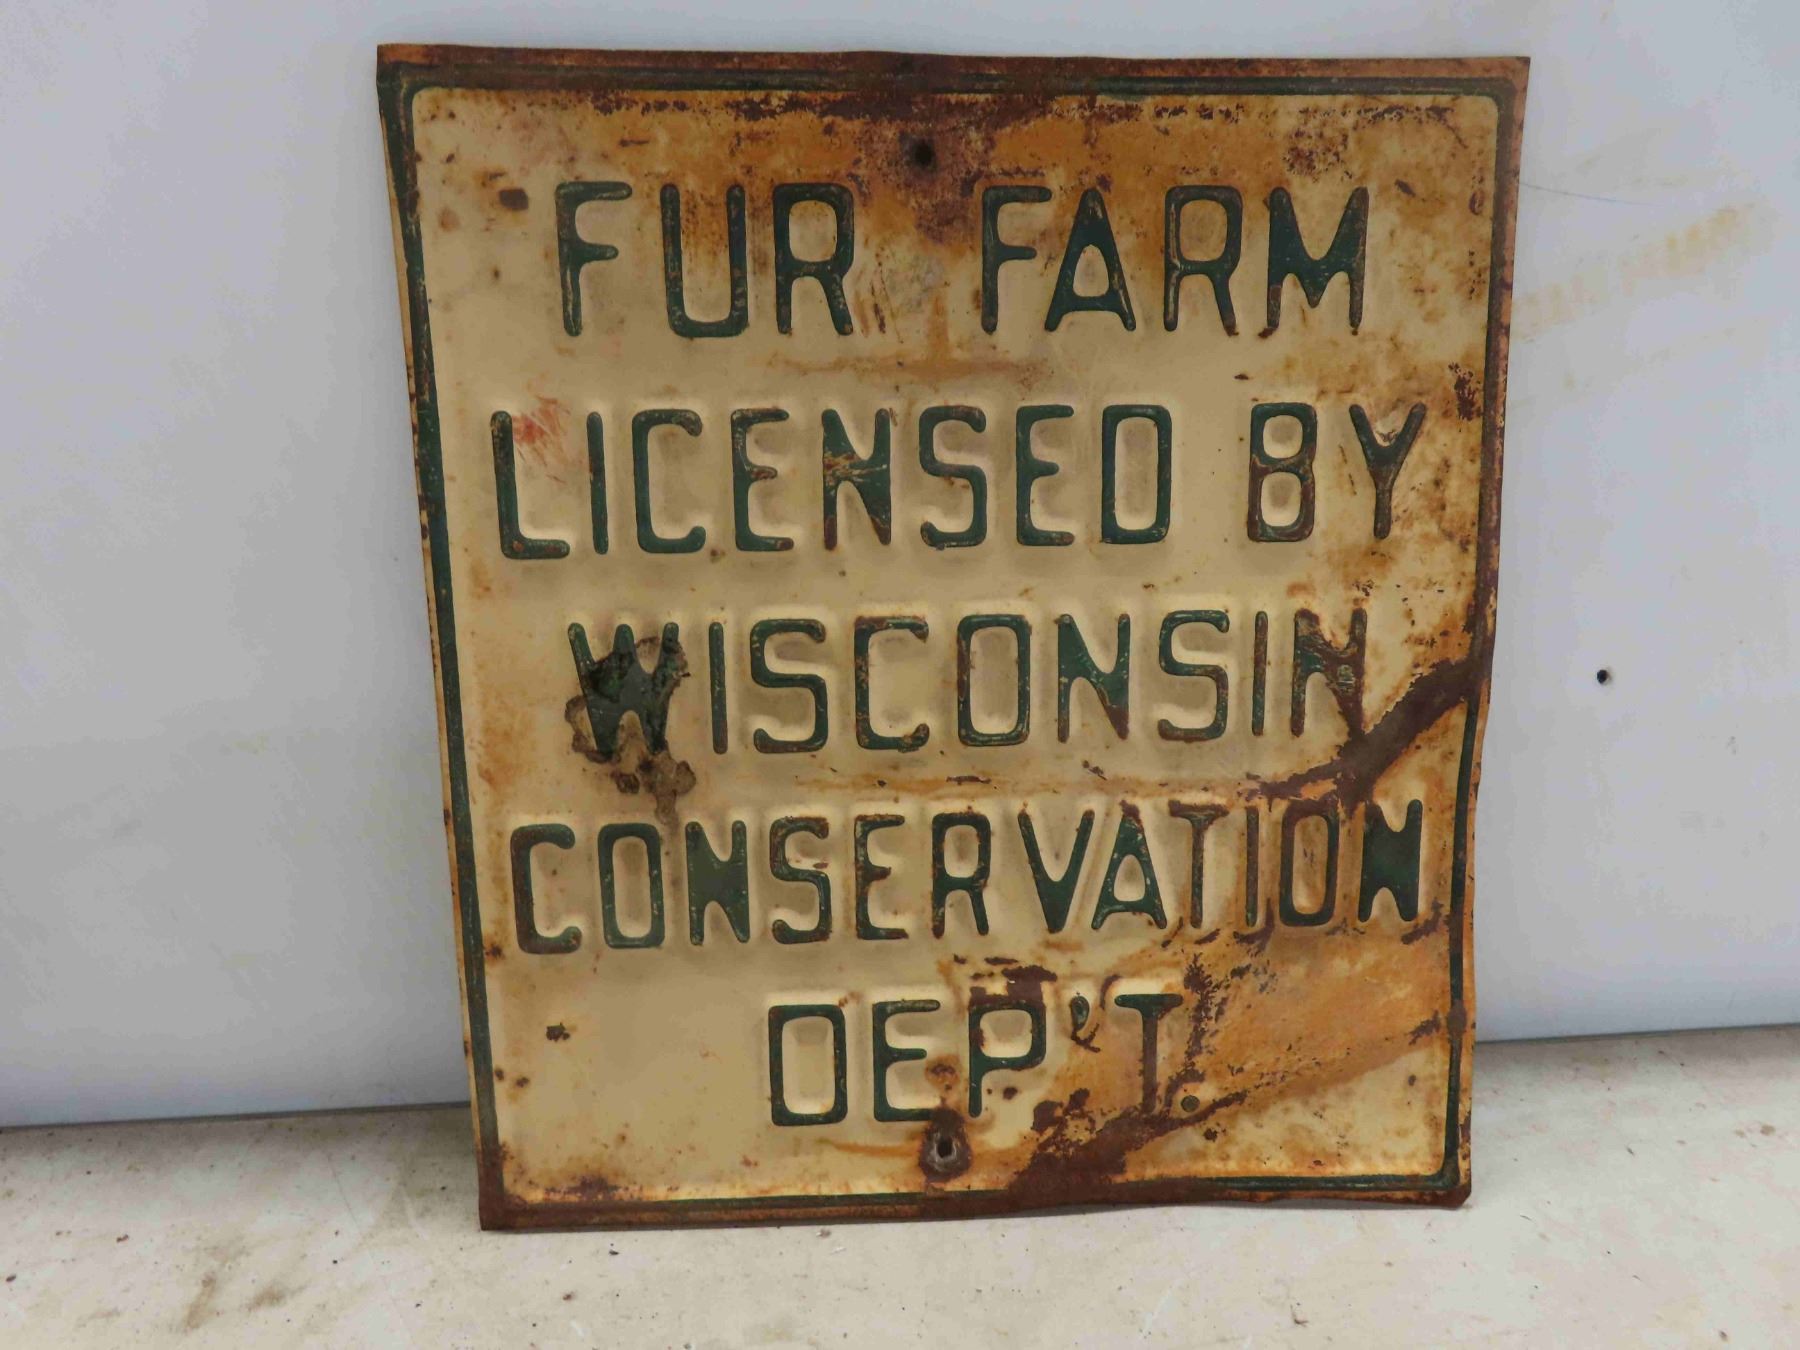 FUR FARM
LICENSED BY
WISCONSIN
CONSERVATION
DEP'T.